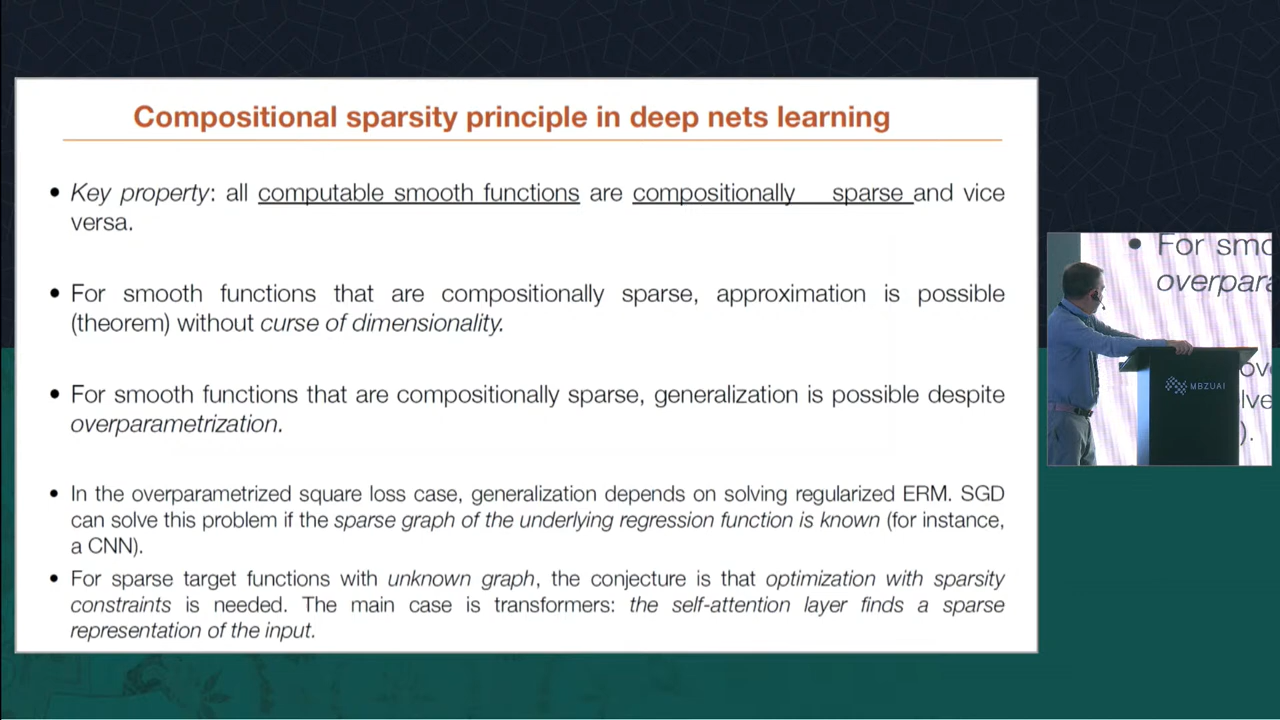 Compositional sparsity principle in deep nets learning
• Key property: all computable smooth functions are compositionally sparse and vice
versa.
• For smooth functions that are compositionally sparse, approximation is possible
(theorem) without curse of dimensionality.
• For smooth functions that are compositionally sparse, generalization is possible despite
overparametrization.
• In the overparametrized square loss case, generalization depends on solving regularized ERM. SGD
can solve this problem if the sparse graph of the underlying regression function is known (for instance,
a CNN).
• For sparse target functions with unknown graph, the conjecture is that optimization with sparsity
constraints is needed. The main case is transformers: the self-attention layer finds a sparse
representation of the input.
• For smo
overpara
ove
lve
).
MBZUAI